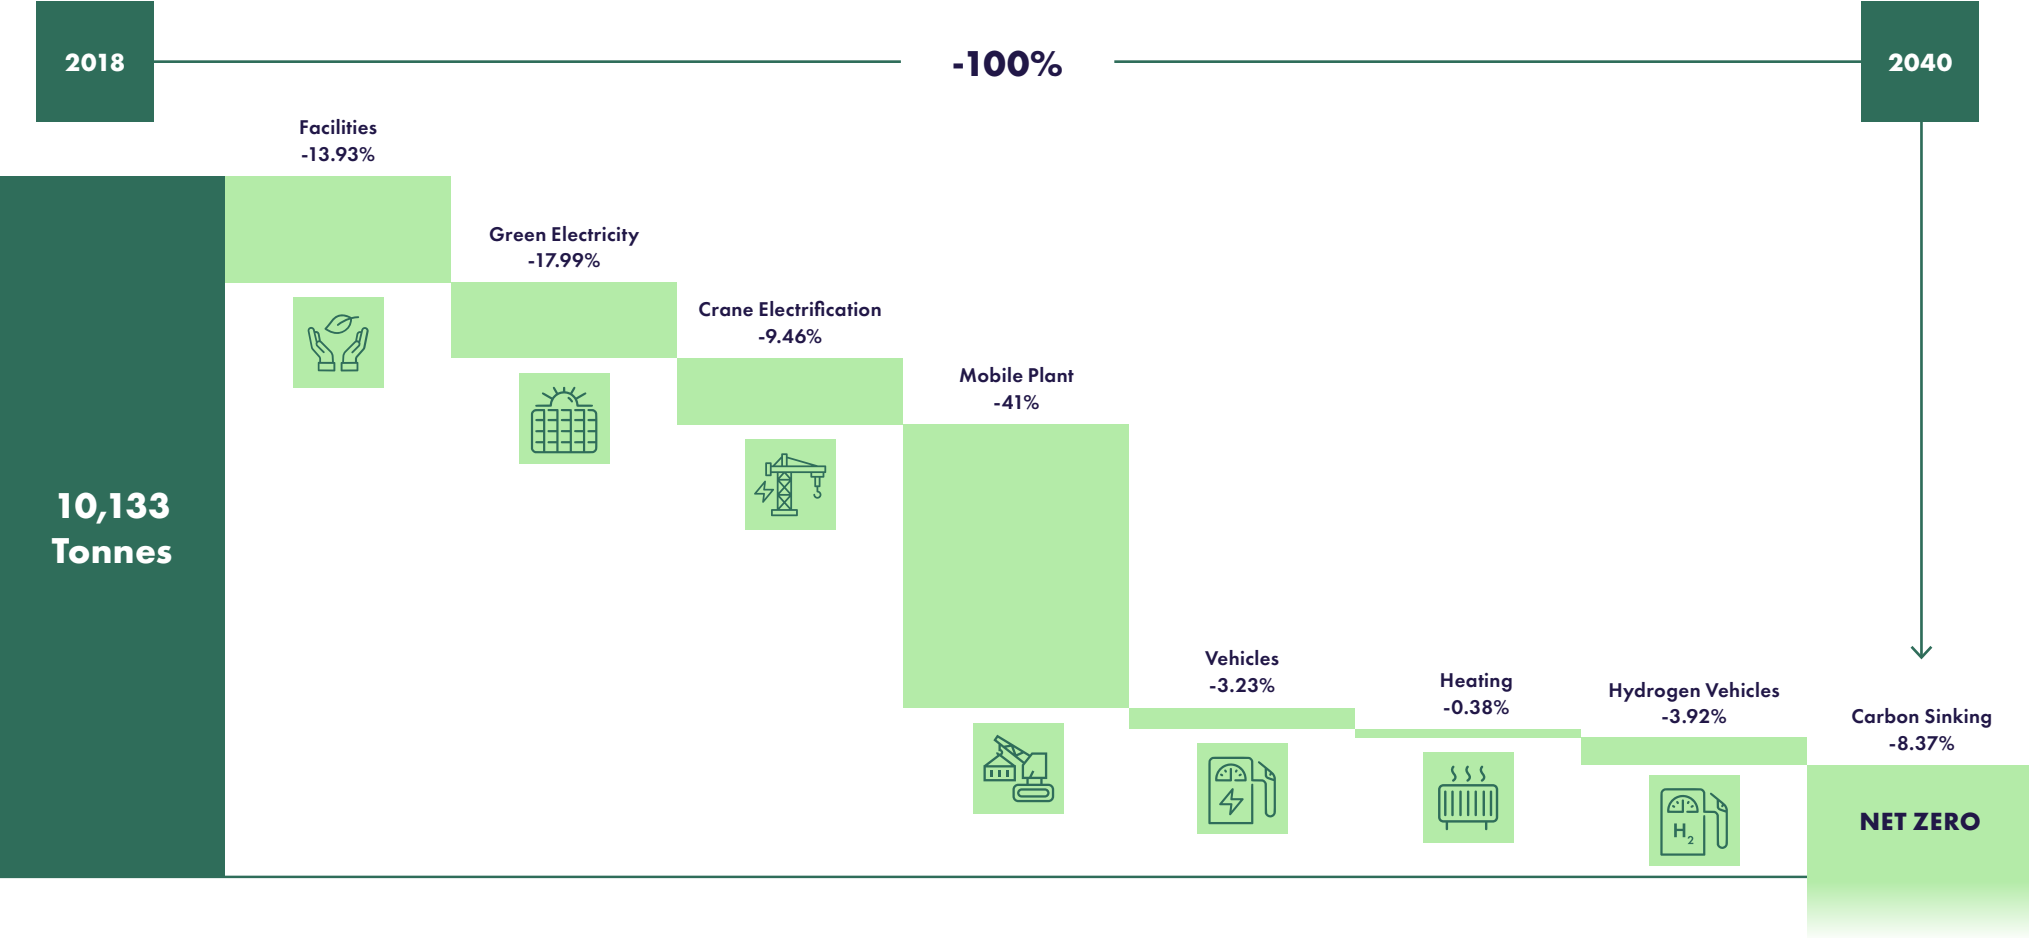 2018
-100%
2040
Facilities
-13.93%
Green Electricity
-17.99%
Crane Electrification
-9.46%
Mobile Plant
-41%
10,133
Tonnes
Vehicles
-3.23%
Heating
-0.38%
Hydrogen Vehicles
-3.92%
Carbon Sinking
-8.37%
NET ZERO
H2